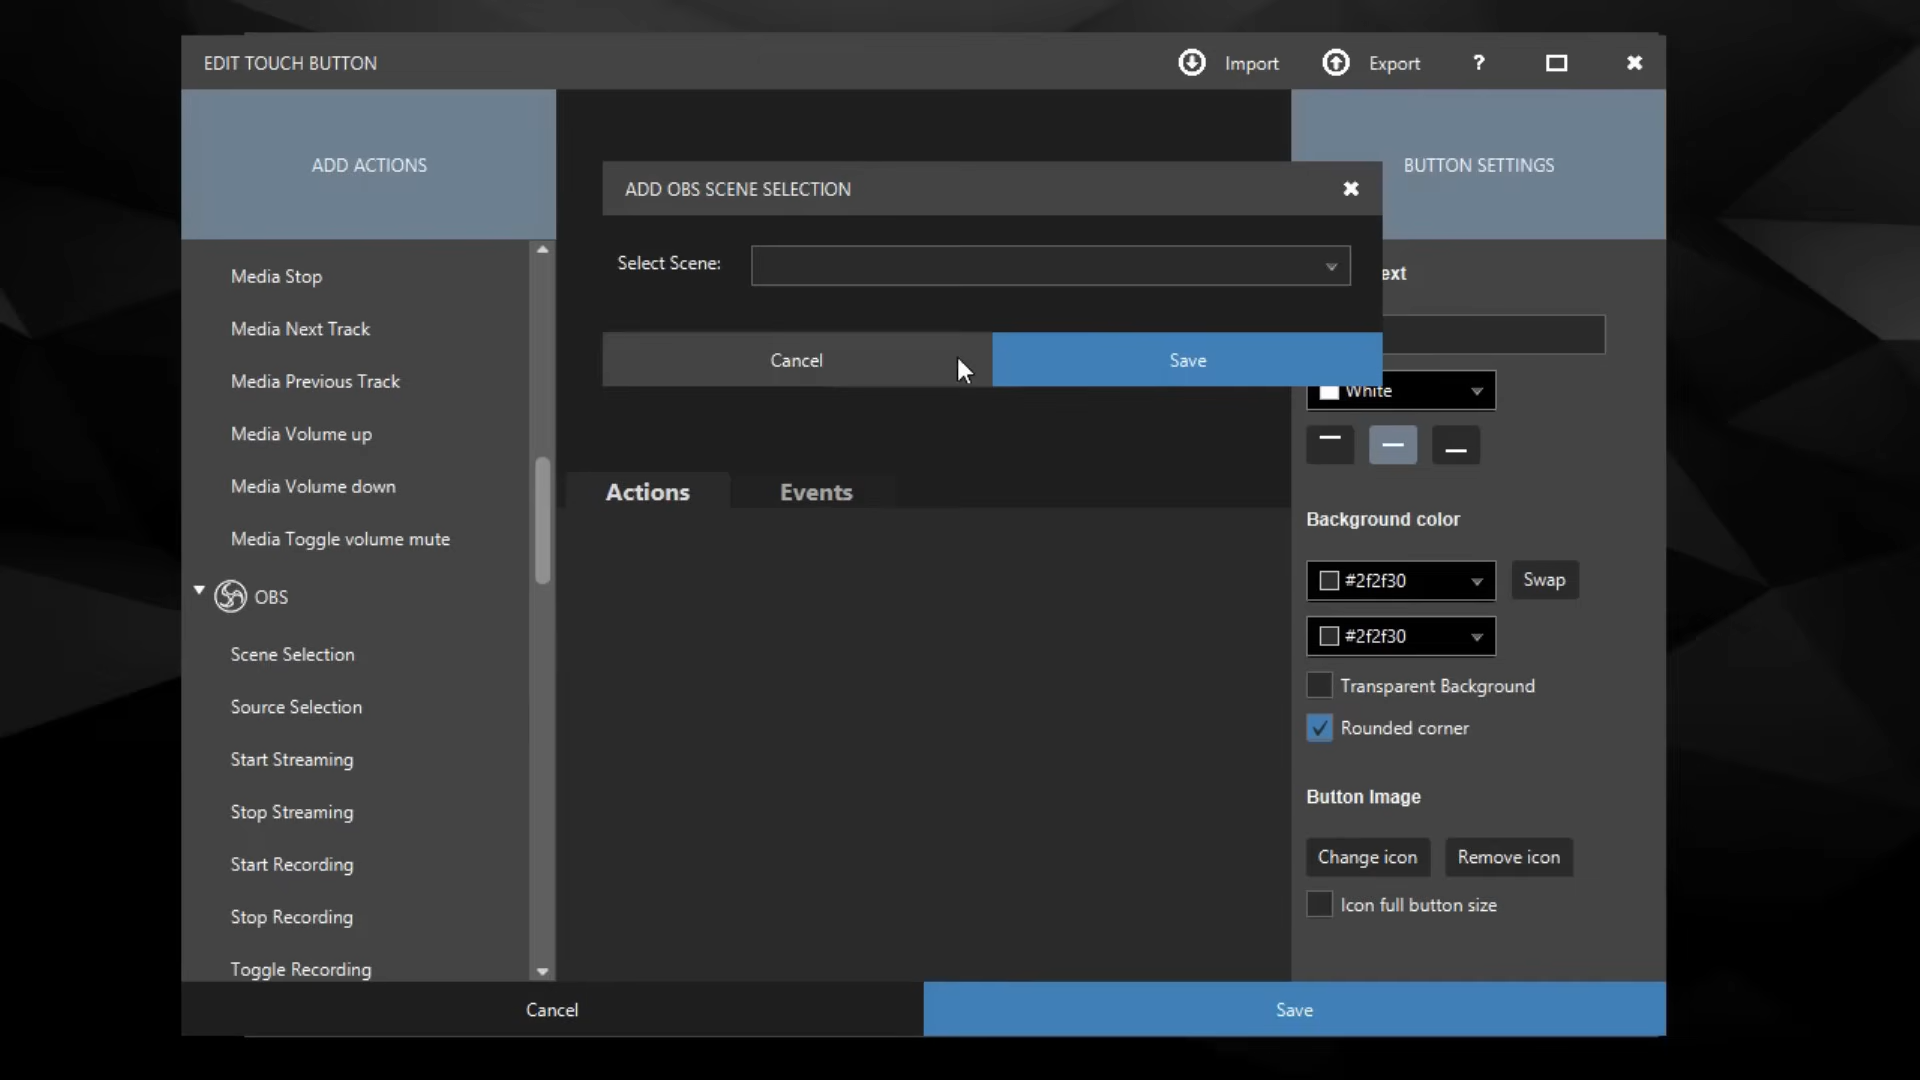 EDIT TOUCH BUTTON
Import
Export
?
ADD ACTIONS
BUTTON SETTINGS
ADD OBS SCENE SELECTION
Select Scene:
Cancel
Save
Media Stop
Media Next Track
Media Previous Track
Media Volume up
Media Volume down
Media Toggle volume mute
OBS
Scene Selection
Source Selection
Start Streaming
Stop Streaming
Start Recording
Stop Recording
Toggle Recording
Actions
Events
White
Background color
#2f2f30
Swap
#2f2f30
Transparent Background
Rounded corner
Button Image
Change icon
Remove icon
Icon full button size
Cancel
Save